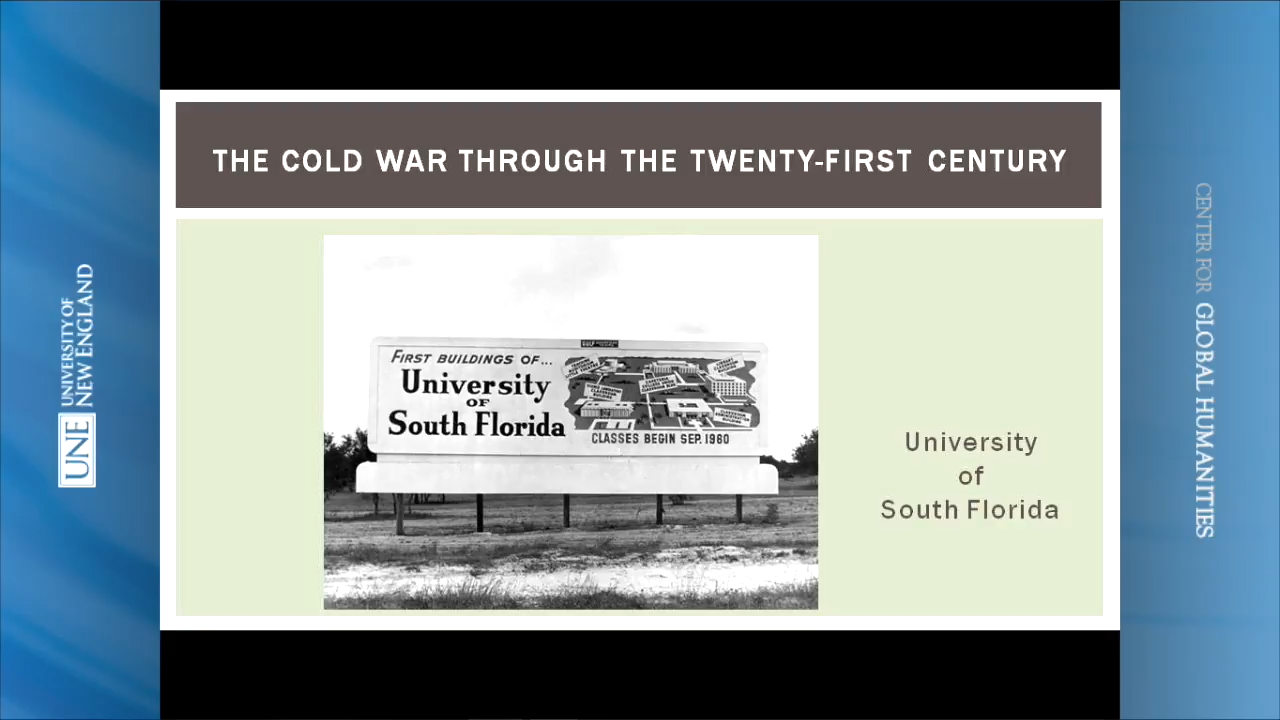 THE COLD WAR THROUGH THE TWENTY-FIRST CENTURY
FIRST BUILDINGS OF...
University
OF
South Florida
CLASSES BEGIN SEP. 1960
University
of
South Florida
UNE
UNIVERSITY OF
NEW ENGLAND
CENTER FOR GLOBAL HUMANITIES